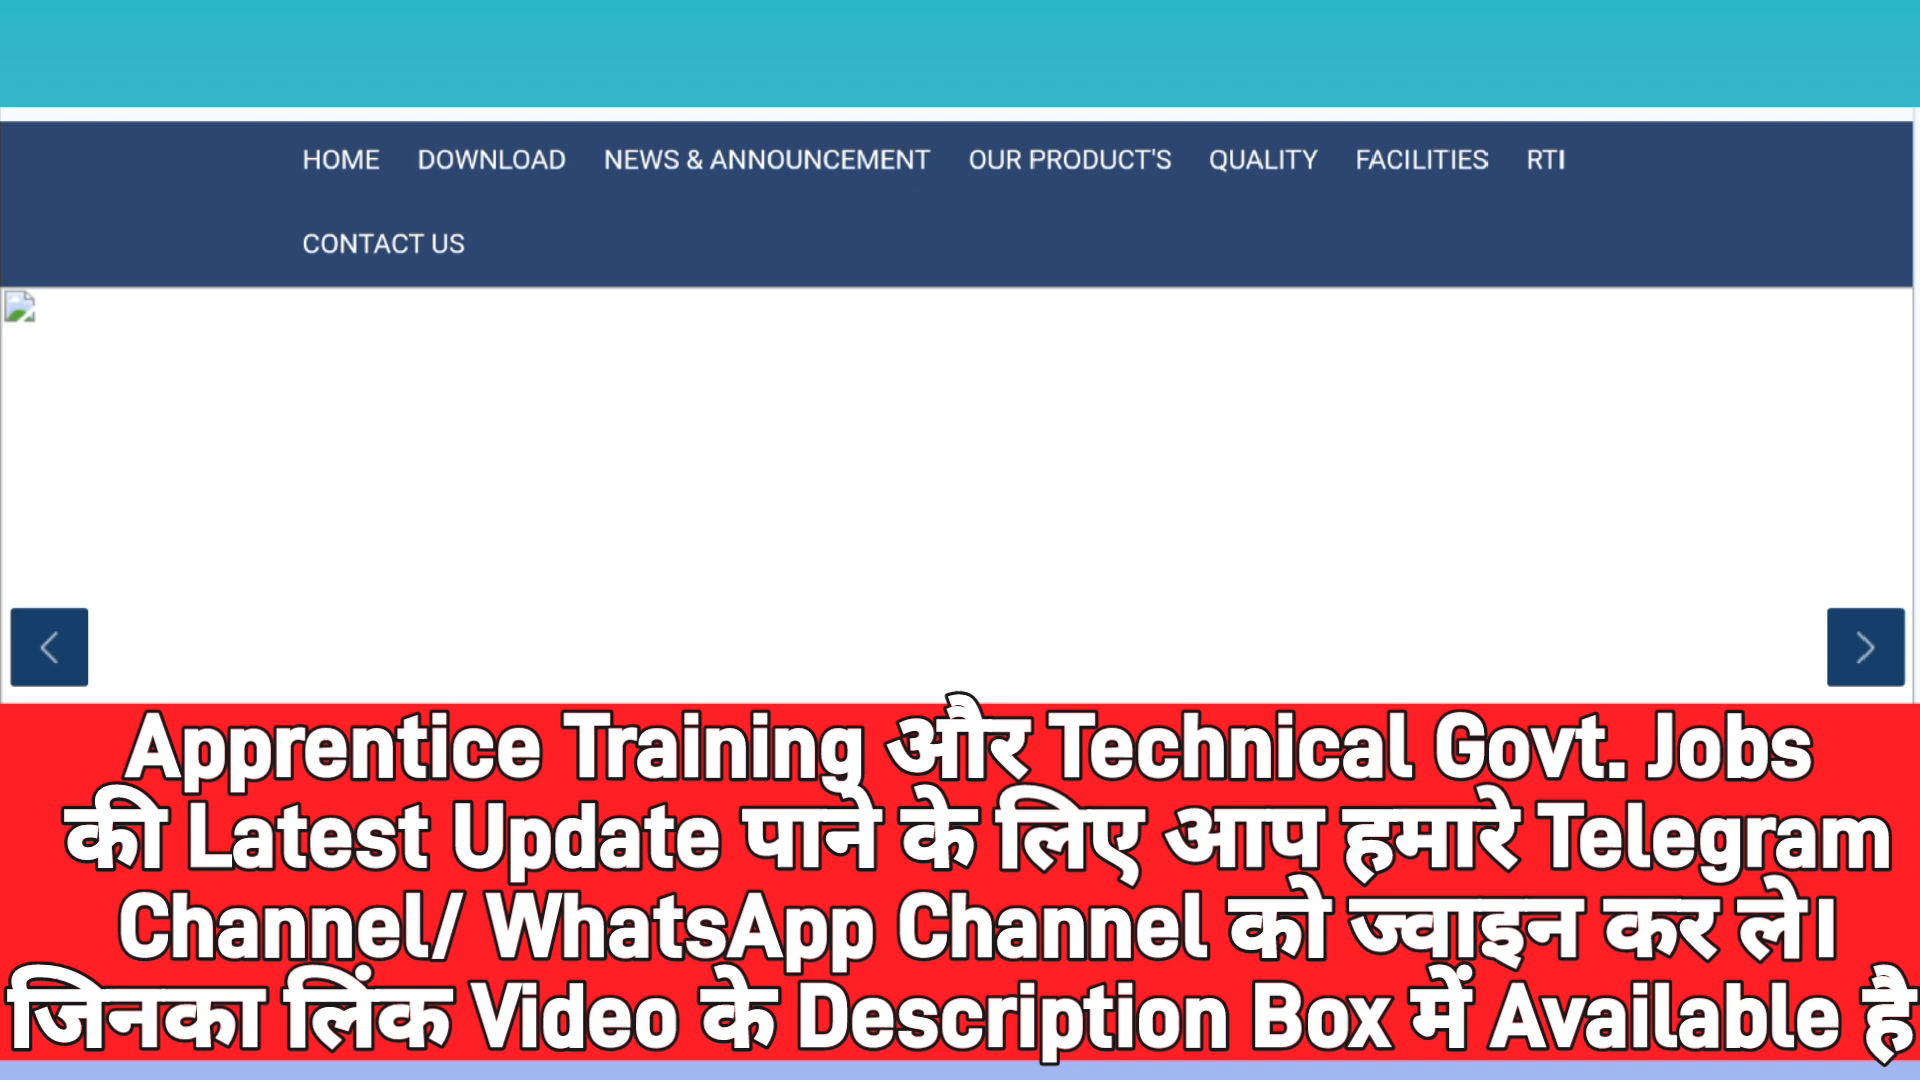 HOME DOWNLOAD NEWS & ANNOUNCEMENT OUR PRODUCT'S QUALITY FACILITIES RTI
CONTACT US
Apprentice Training और Technical Govt. Jobs
की Latest Update पाने के लिए आप हमारे Telegram
Channel/ WhatsApp Channel को ज्वाइन कर ले।
जिनका लिंक Video के Description Box में Available है